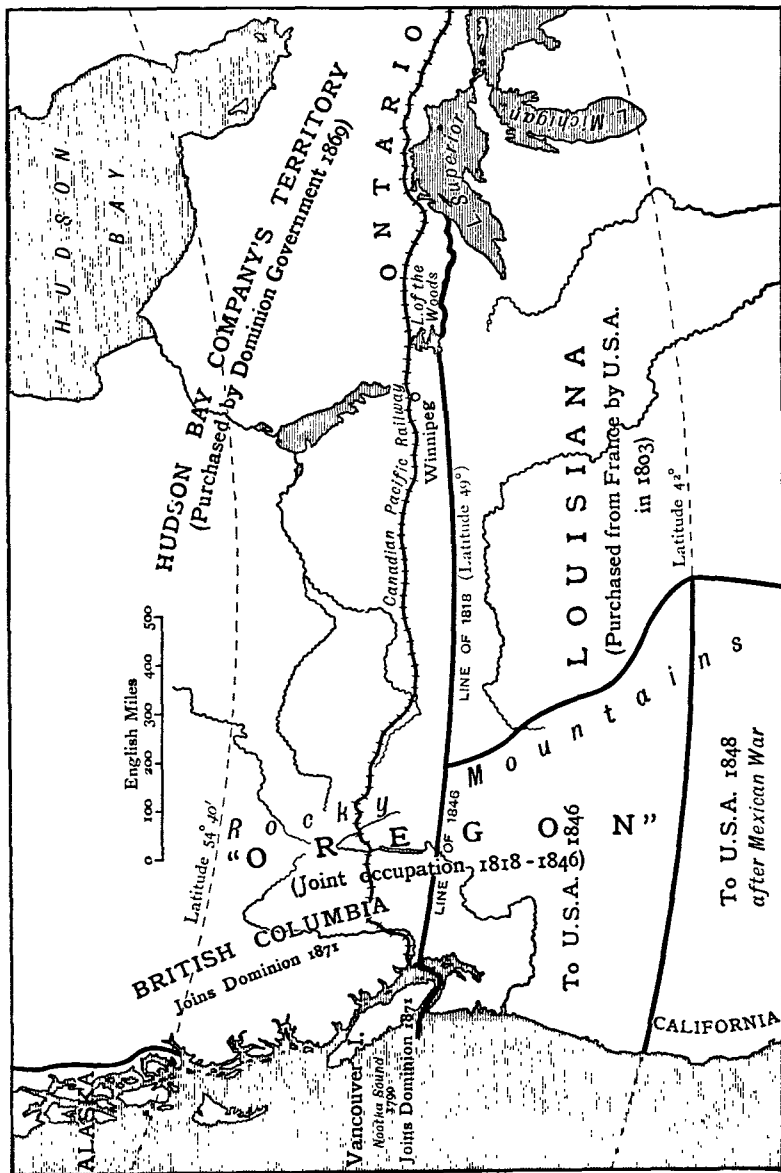 HUDSON
BAY
HUDSON BAY COMPANY'S TERRITORY
(Purchased by Dominion Government 1869)
ONTARIO
L. Superior
L. Michigan
L. of the
Woods
Canadian Pacific Railway
Winnipeg
LINE OF 1818 (Latitude 49°)
LOUISIANA
(Purchased from France by U.S.A.
in 1803)
Latitude 42°
English Miles
0 100 200 300 400 500
Latitude 54° 40'
Rocky Mountains
"OREGON"
(Joint occupation 1818-1846)
LINE OF 1846
To U.S.A. 1846
To U.S.A. 1848
after Mexican War
BRITISH COLUMBIA
Joins Dominion 1871
ALASKA
Vancouver I.
Nootka Sound
1790
Joins Dominion 1871
CALIFORNIA